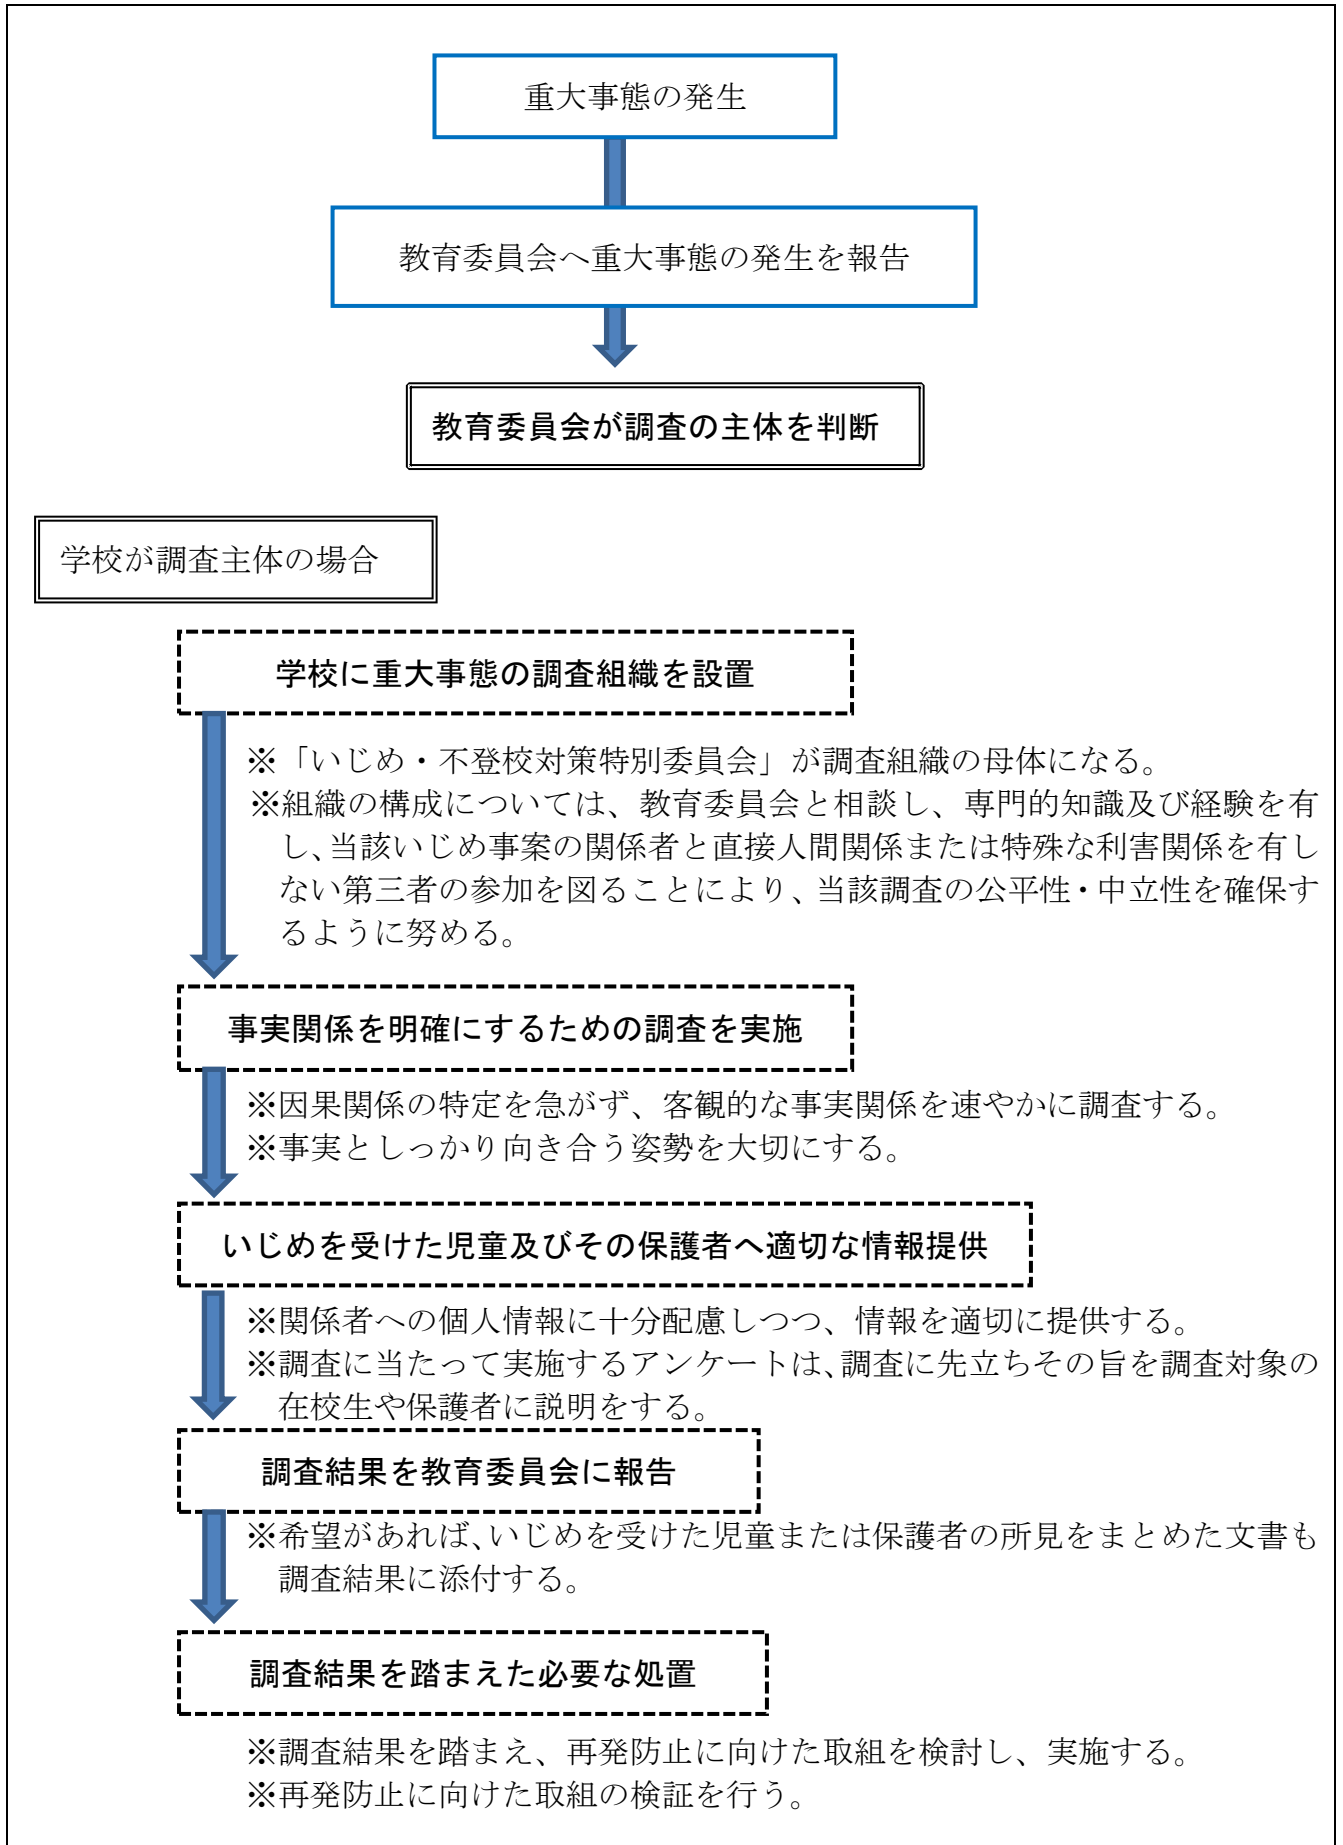 重大事態の発生
教育委員会へ重大事態の発生を報告
教育委員会が調査の主体を判断
学校が調査主体の場合
学校に重大事態の調査組織を設置
※「いじめ・不登校対策特別委員会」が調査組織の母体になる。
※組織の構成については、教育委員会と相談し、専門的知識及び経験を有
し、当該いじめ事案の関係者と直接人間関係または特殊な利害関係を有し
ない第三者の参加を図ることにより、当該調査の公平性・中立性を確保す
るように努める。
事実関係を明確にするための調査を実施
※因果関係の特定を急がず、客観的な事実関係を速やかに調査する。
※事実としっかり向き合う姿勢を大切にする。
いじめを受けた児童及びその保護者へ適切な情報提供
※関係者への個人情報に十分配慮しつつ、情報を適切に提供する。
※調査に当たって実施するアンケートは、調査に先立ちその旨を調査対象の
在校生や保護者に説明をする。
調査結果を教育委員会に報告
※希望があれば、いじめを受けた児童または保護者の所見をまとめた文書も
調査結果に添付する。
調査結果を踏まえた必要な処置
※調査結果を踏まえ、再発防止に向けた取組を検討し、実施する。
※再発防止に向けた取組の検証を行う。